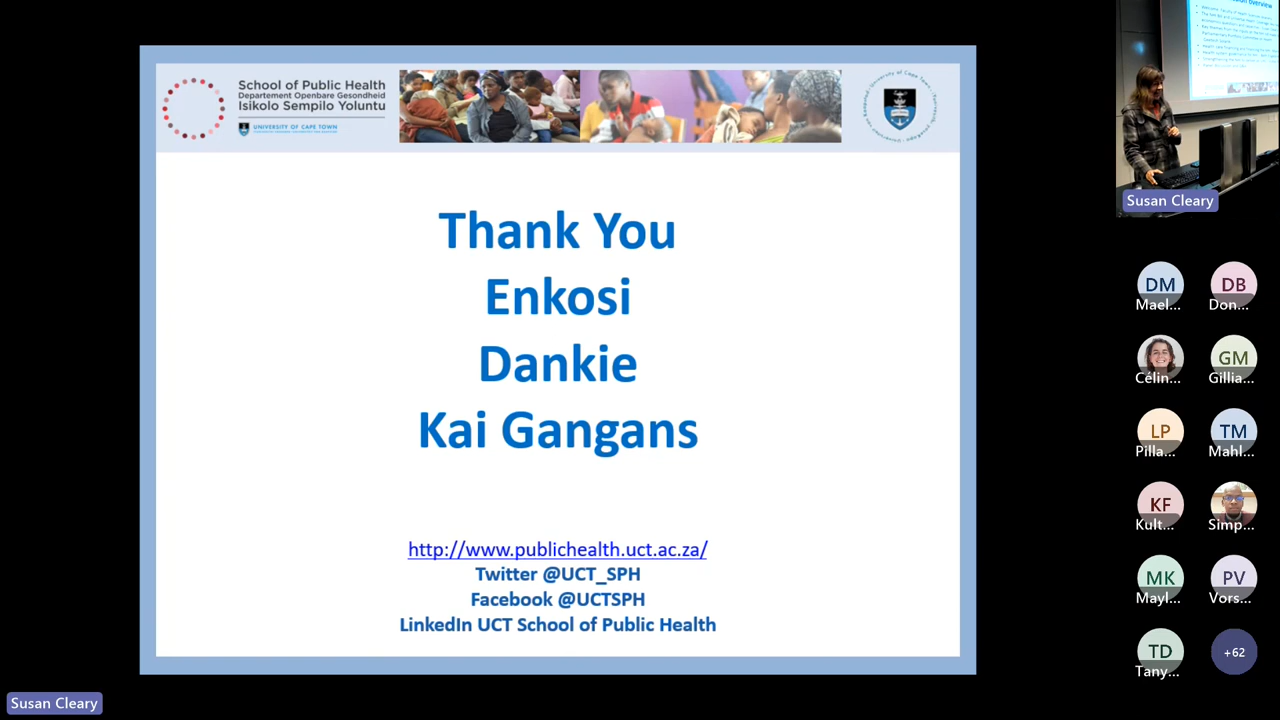 School of Public Health
Departement Openbare Gesondheid
Isikolo Sempilo Yoluntu
UNIVERSITY OF CAPE TOWN
Thank You
Enkosi
Dankie
Kai Gangans
http://www.publichealth.uct.ac.za/
Twitter @UCT_SPH
Facebook @UCTSPH
LinkedIn UCT School of Public Health
Susan Cleary
DM
Mael...
DB
Don...
Célin...
GM
Gillia...
LP
Pilla...
TM
Mahl...
KF
Kult...
Simp...
MK
Mayl...
PV
Vors...
TD
Tany...
+62
Susan Cleary